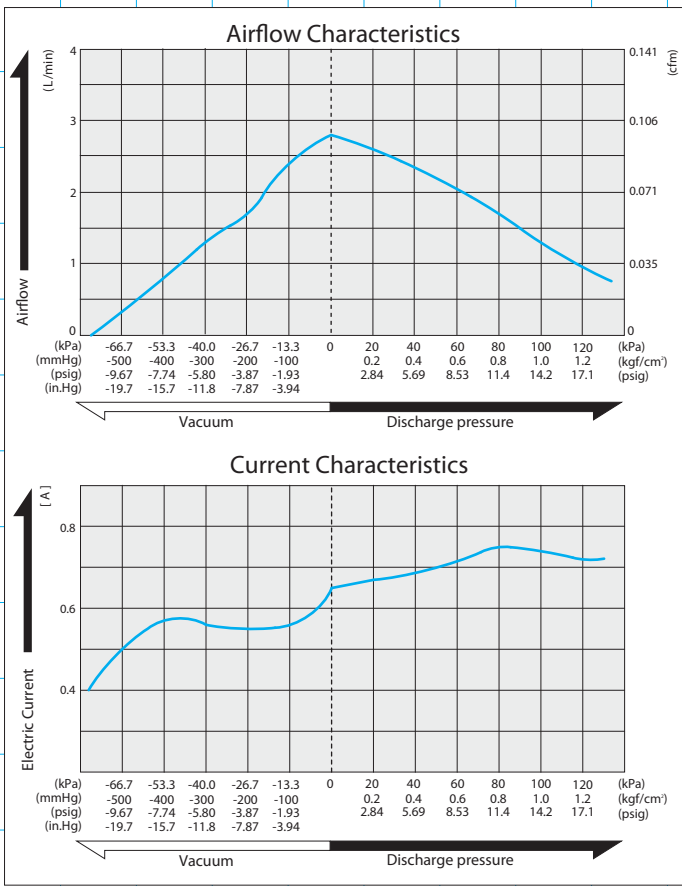 Airflow Characteristics
(L/min)
(cfm)
Airflow
4
3
2
1
0
0.141
0.106
0.071
0.035
0
(kPa) -66.7 -53.3 -40.0 -26.7 -13.3 0 20 40 60 80 100 120 (kPa)
(mmHg) -500 -400 -300 -200 -100 0.2 0.4 0.6 0.8 1.0 1.2 (kgf/cm²)
(psig) -9.67 -7.74 -5.80 -3.87 -1.93 2.84 5.69 8.53 11.4 14.2 17.1 (psig)
(in.Hg) -19.7 -15.7 -11.8 -7.87 -3.94
Vacuum Discharge pressure
Current Characteristics
[ A ]
Electric Current
0.8
0.6
0.4
(kPa) -66.7 -53.3 -40.0 -26.7 -13.3 0 20 40 60 80 100 120 (kPa)
(mmHg) -500 -400 -300 -200 -100 0.2 0.4 0.6 0.8 1.0 1.2 (kgf/cm²)
(psig) -9.67 -7.74 -5.80 -3.87 -1.93 2.84 5.69 8.53 11.4 14.2 17.1 (psig)
(in.Hg) -19.7 -15.7 -11.8 -7.87 -3.94
Vacuum Discharge pressure